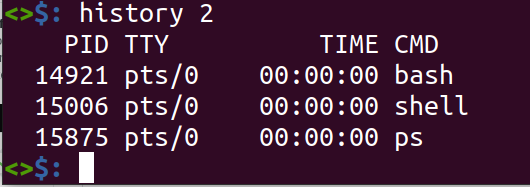 <>$: history 2
    PID TTY          TIME CMD
  14921 pts/0    00:00:00 bash
  15006 pts/0    00:00:00 shell
  15875 pts/0    00:00:00 ps
<>$: